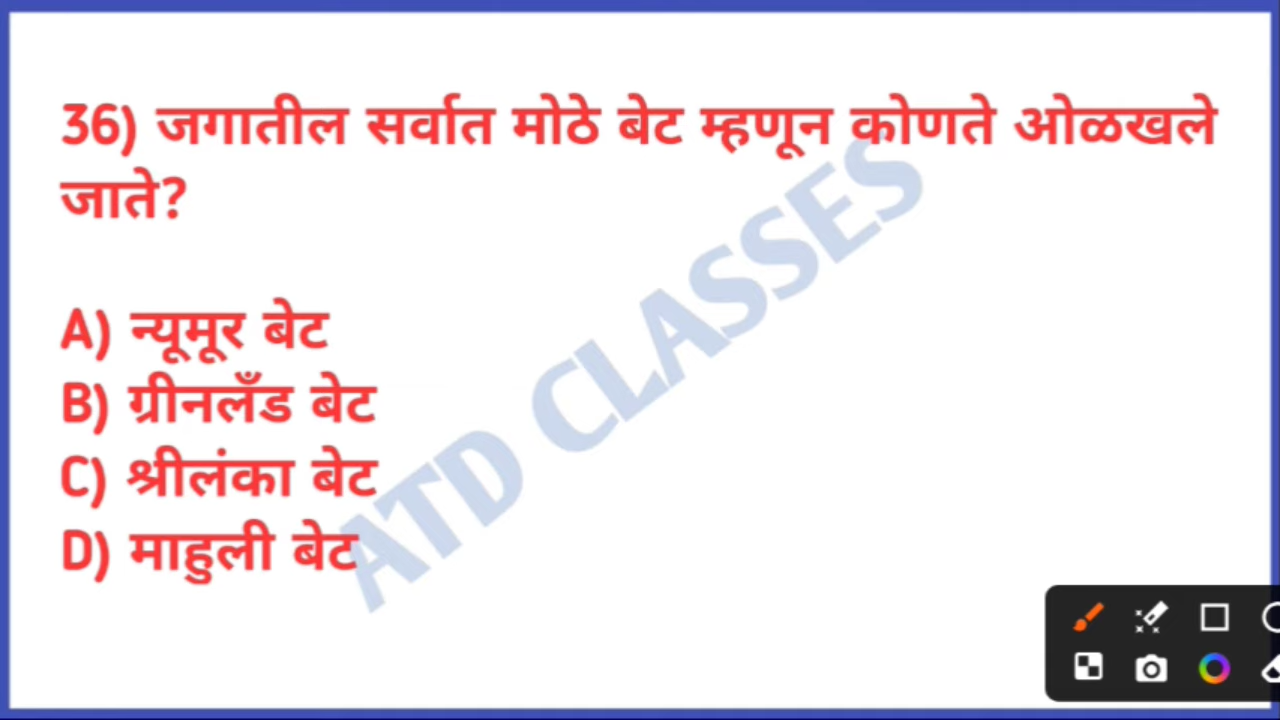 36) जगातील सर्वात मोठे बेट म्हणून कोणते ओळखले
जाते?
A) न्यूमूर बेट
B) ग्रीनलँड बेट
C) श्रीलंका बेट
D) माहुली बेट
ATD CLASSES